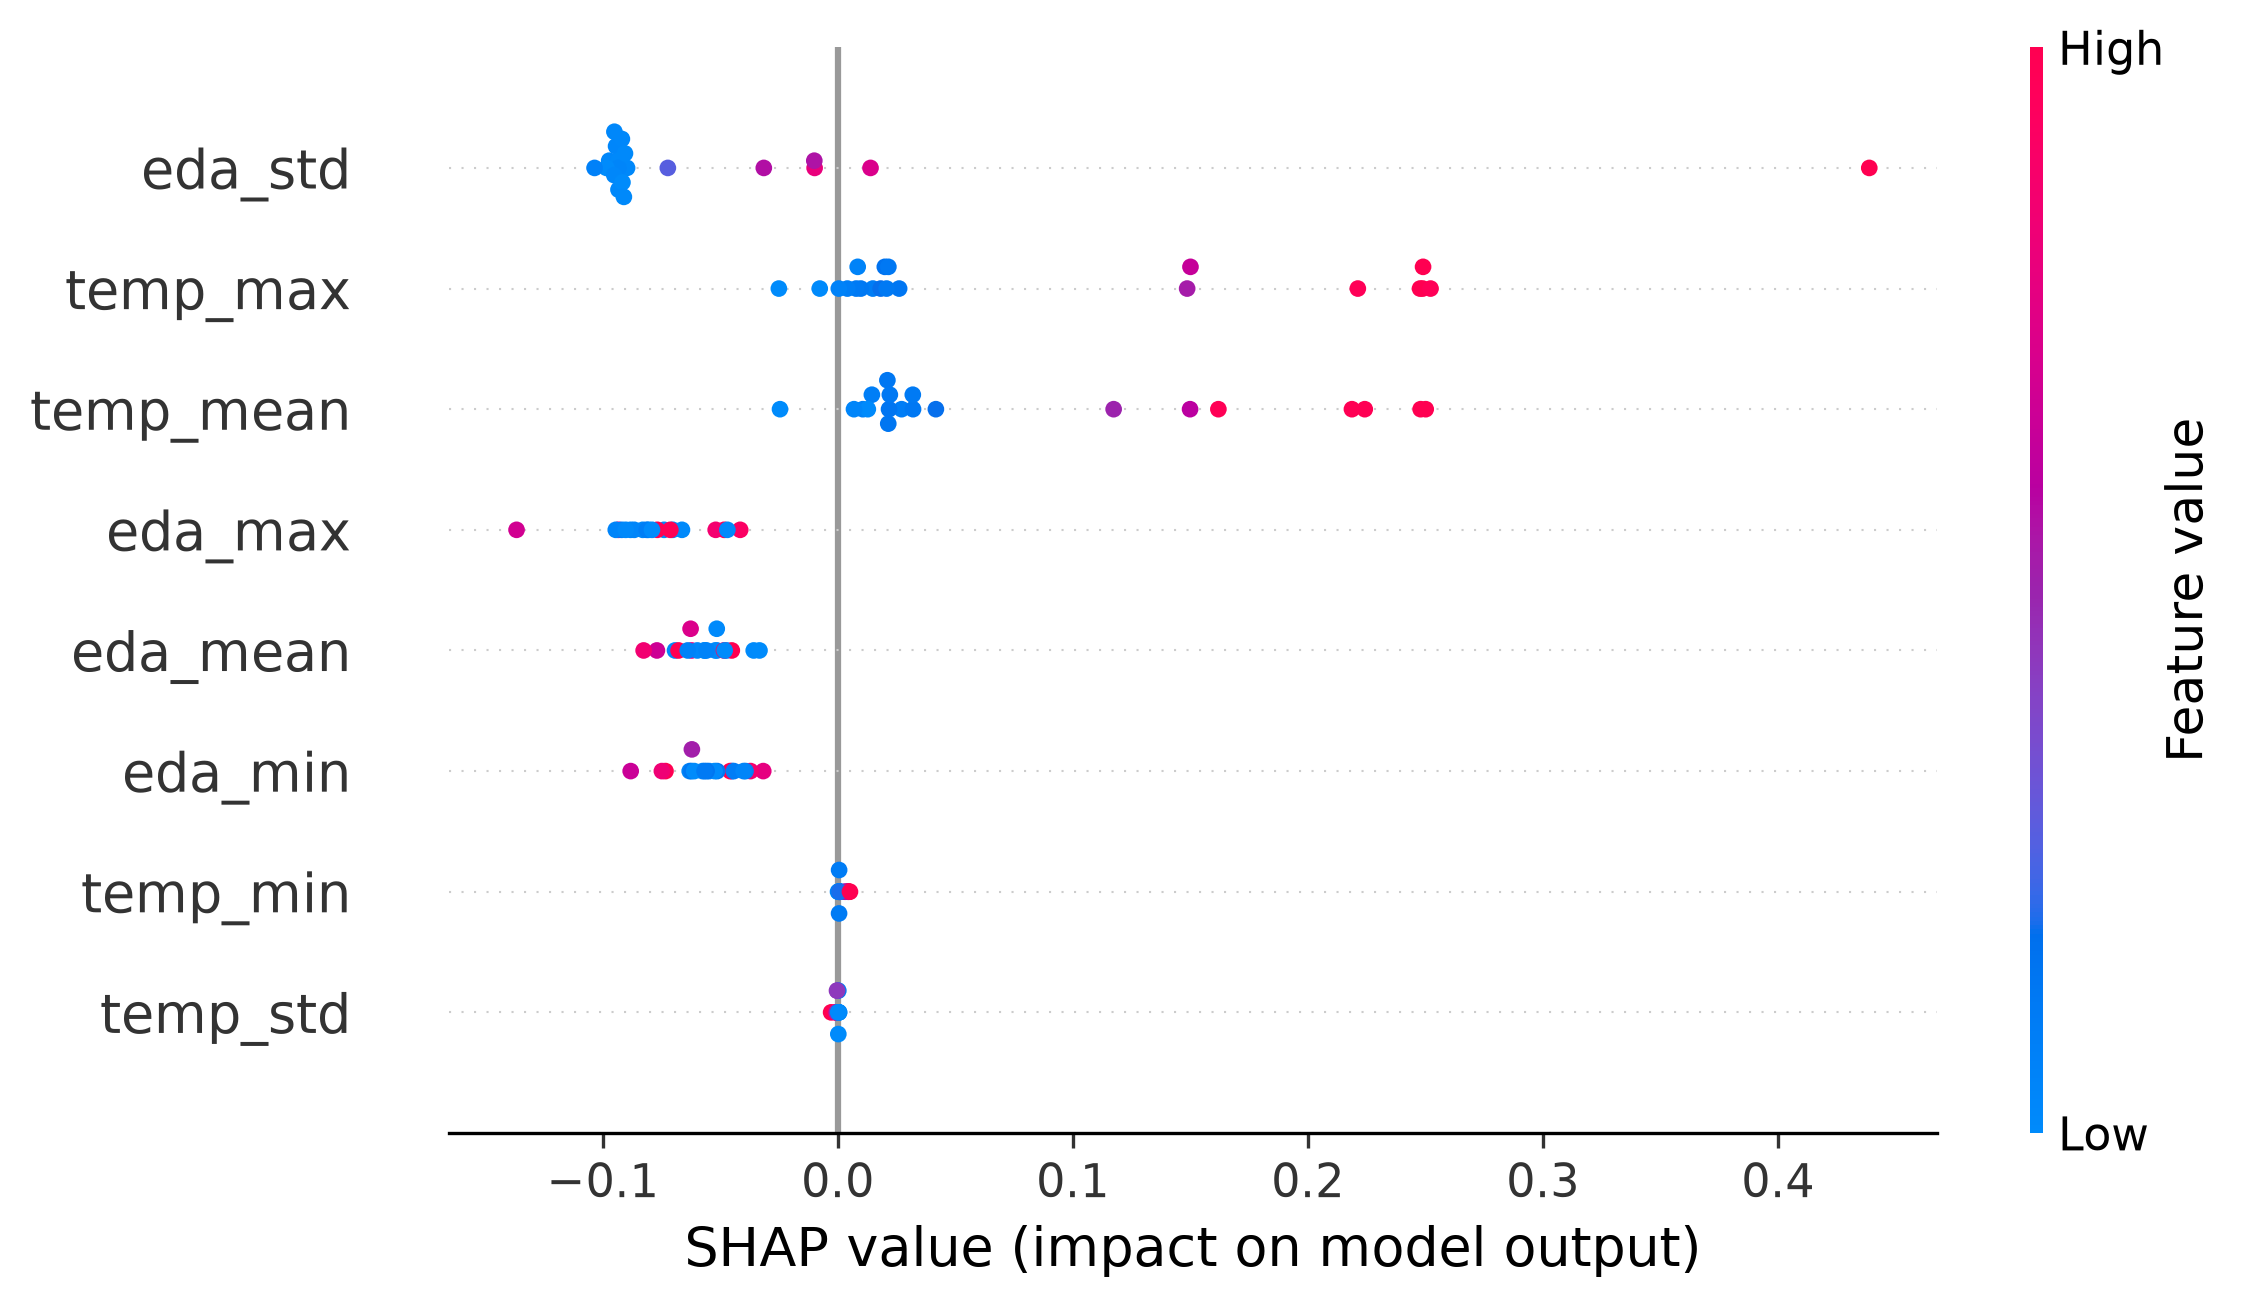 High
eda_std
temp_max
temp_mean
eda_max
eda_mean
eda_min
temp_min
temp_std
Feature value
Low
−0.1 0.0 0.1 0.2 0.3 0.4
SHAP value (impact on model output)